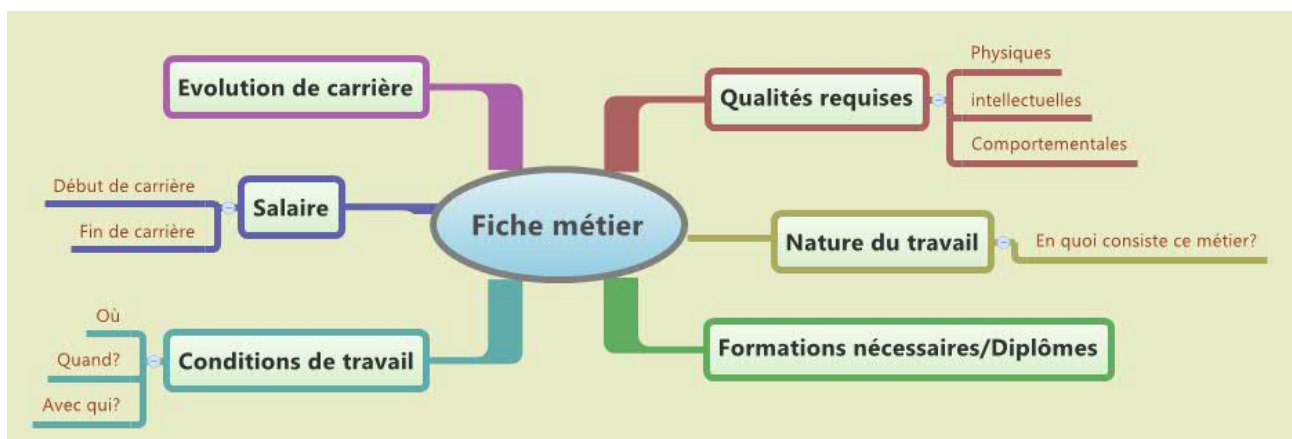 Evolution de carrière
Salaire
Début de carrière
Fin de carrière
Conditions de travail
Où
Quand?
Avec qui?
Fiche métier
Qualités requises
Physiques
intellectuelles
Comportementales
Nature du travail
En quoi consiste ce métier?
Formations nécessaires/Diplômes